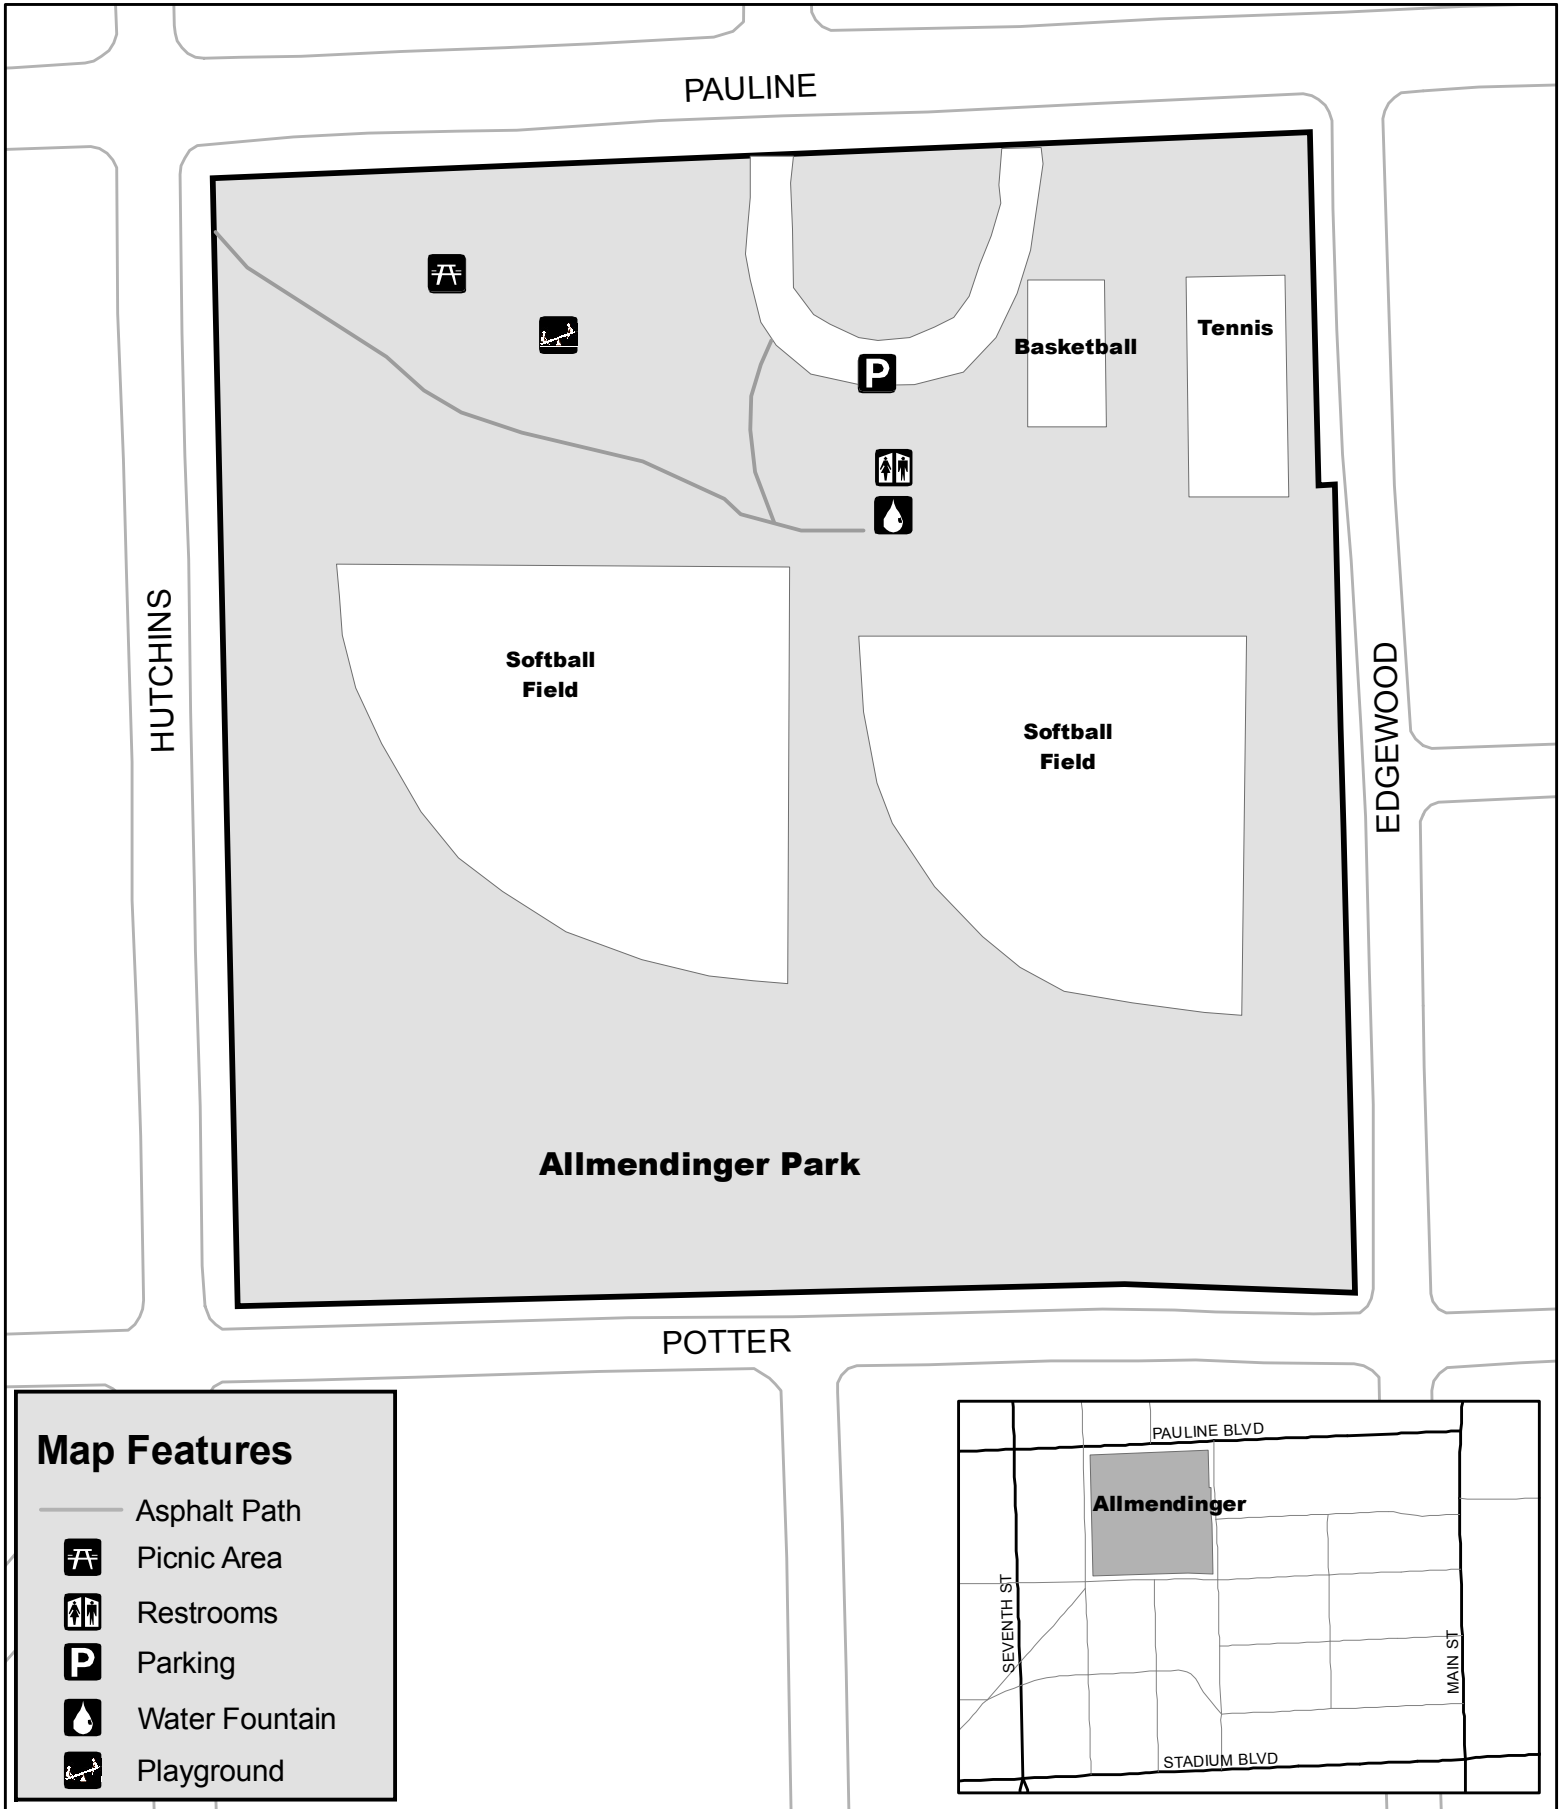 PAULINE
P
Basketball
Tennis
HUTCHINS
Softball
Field
Softball
Field
EDGEWOOD
Allmendinger Park
POTTER
Map Features
Asphalt Path
Picnic Area
Restrooms
P
Parking
Water Fountain
Playground
PAULINE BLVD
Allmendinger
SEVENTH ST
MAIN ST
STADIUM BLVD